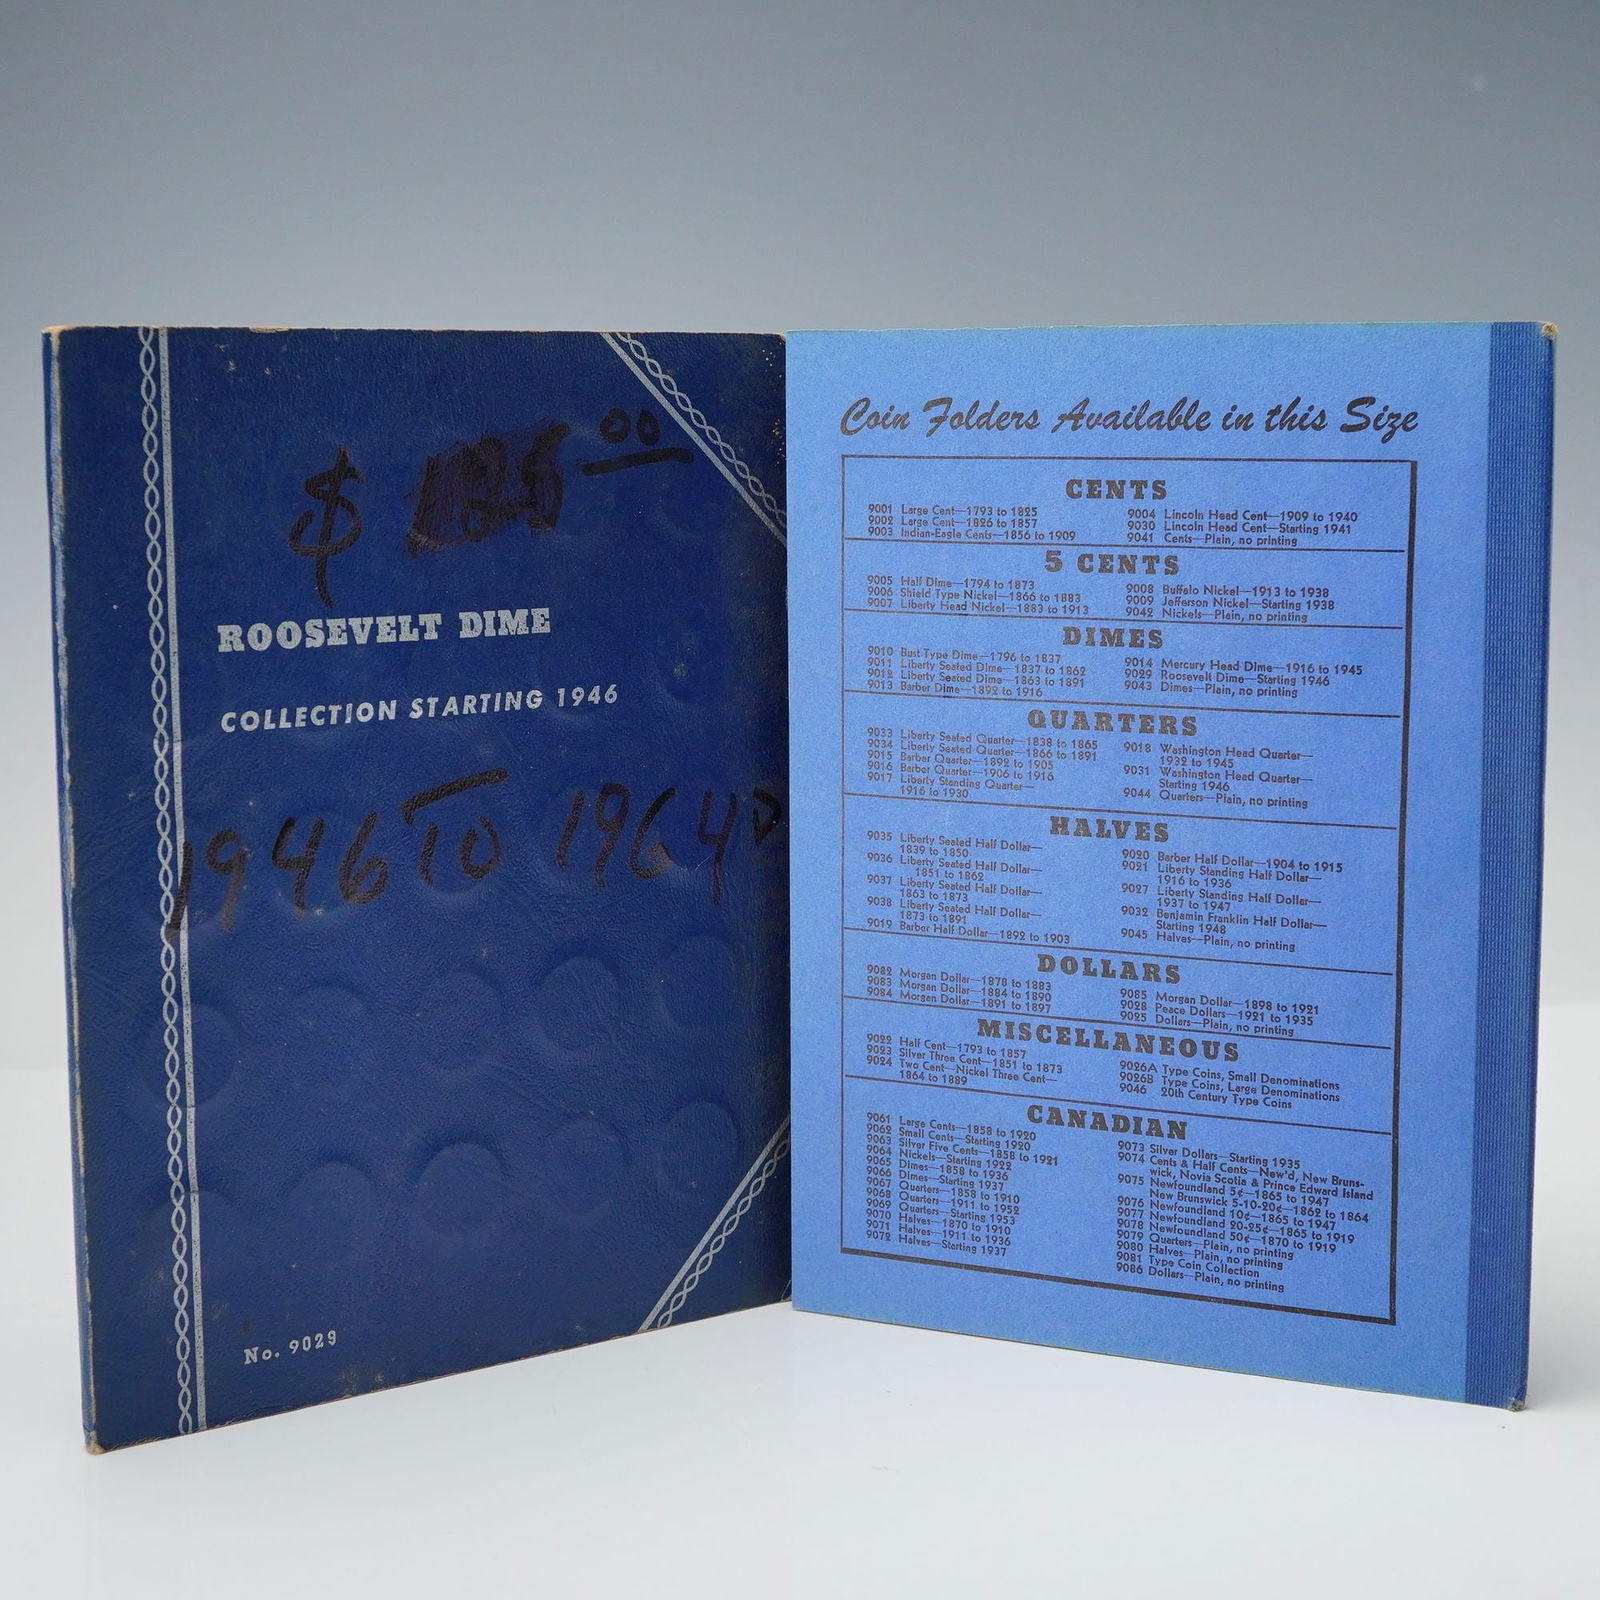 $ 125.00
ROOSEVELT DIME
COLLECTION STARTING 1946
1946 TO 1964 D
No. 9029
Coin Folders Available in this Size
CENTS
9001 Large Cent—1793 to 1825
9002 Large Cent—1826 to 1857
9003 Indian-Eagle Cents—1856 to 1909
9004 Lincoln Head Cent—1909 to 1940
9030 Lincoln Head Cent—Starting 1941
9041 Cents—Plain, no printing
5 CENTS
9005 Half Dime—1794 to 1873
9006 Shield Type Nickel—1866 to 1883
9007 Liberty Head Nickel—1883 to 1913
9008 Buffalo Nickel—1913 to 1938
9009 Jefferson Nickel—Starting 1938
9042 Nickels—Plain, no printing
DIMES
9010 Bust Type Dime—1796 to 1837
9011 Liberty Seated Dime—1837 to 1862
9012 Liberty Seated Dime—1863 to 1891
9013 Barber Dime—1892 to 1916
9014 Mercury Head Dime—1916 to 1945
9029 Roosevelt Dime—Starting 1946
9043 Dimes—Plain, no printing
QUARTERS
9033 Liberty Seated Quarter—1838 to 1865
9034 Liberty Seated Quarter—1866 to 1891
9015 Barber Quarter—1892 to 1905
9016 Barber Quarter—1906 to 1916
9017 Liberty Standing Quarter—
1916 to 1930
9018 Washington Head Quarter—
1932 to 1945
9031 Washington Head Quarter—
Starting 1946
9044 Quarters—Plain, no printing
HALVES
9035 Liberty Seated Half Dollar—
1839 to 1850
9036 Liberty Seated Half Dollar—
1851 to 1862
9037 Liberty Seated Half Dollar—
1863 to 1873
9038 Liberty Seated Half Dollar—
1873 to 1891
9019 Barber Half Dollar—1892 to 1903
9020 Barber Half Dollar—1904 to 1915
9021 Liberty Standing Half Dollar—
1916 to 1936
9027 Liberty Standing Half Dollar—
1937 to 1947
9032 Benjamin Franklin Half Dollar—
Starting 1948
9045 Halves—Plain, no printing
DOLLARS
9082 Morgan Dollar—1878 to 1883
9083 Morgan Dollar—1884 to 1890
9084 Morgan Dollar—1891 to 1897
9085 Morgan Dollar—1898 to 1921
9028 Peace Dollars—1921 to 1935
9025 Dollars—Plain, no printing
MISCELLANEOUS
9022 Half Cent—1793 to 1857
9023 Silver Three Cent—1851 to 1873
9024 Two Cent—Nickel Three Cent—
1864 to 1889
9026A Type Coins, Small Denominations
9026B Type Coins, Large Denominations
9046 20th Century Type Coins
CANADIAN
9061 Large Cents—1858 to 1920
9062 Small Cents—Starting 1920
9063 Silver Five Cents—1858 to 1921
9064 Nickels—Starting 1922
9065 Dimes—1858 to 1936
9066 Dimes—Starting 1937
9067 Quarters—1858 to 1910
9068 Quarters—1911 to 1952
9069 Quarters—Starting 1953
9070 Halves—1870 to 1910
9071 Halves—1911 to 1936
9072 Halves—Starting 1937
9073 Silver Dollars—Starting 1935
9074 Cents & Half Cents—New'd, New Bruns-
wick, Novia Scotia & Prince Edward Island
9075 Newfoundland 5¢—1865 to 1947
New Brunswick 5-10-20¢—1862 to 1864
9076 Newfoundland 10¢—1865 to 1947
9077 Newfoundland 20-25¢—1865 to 1919
9078 Newfoundland 50¢—1870 to 1919
9079 Quarters—Plain, no printing
9080 Halves—Plain, no printing
9081 Type Coin Collection
9086 Dollars—Plain, no printing